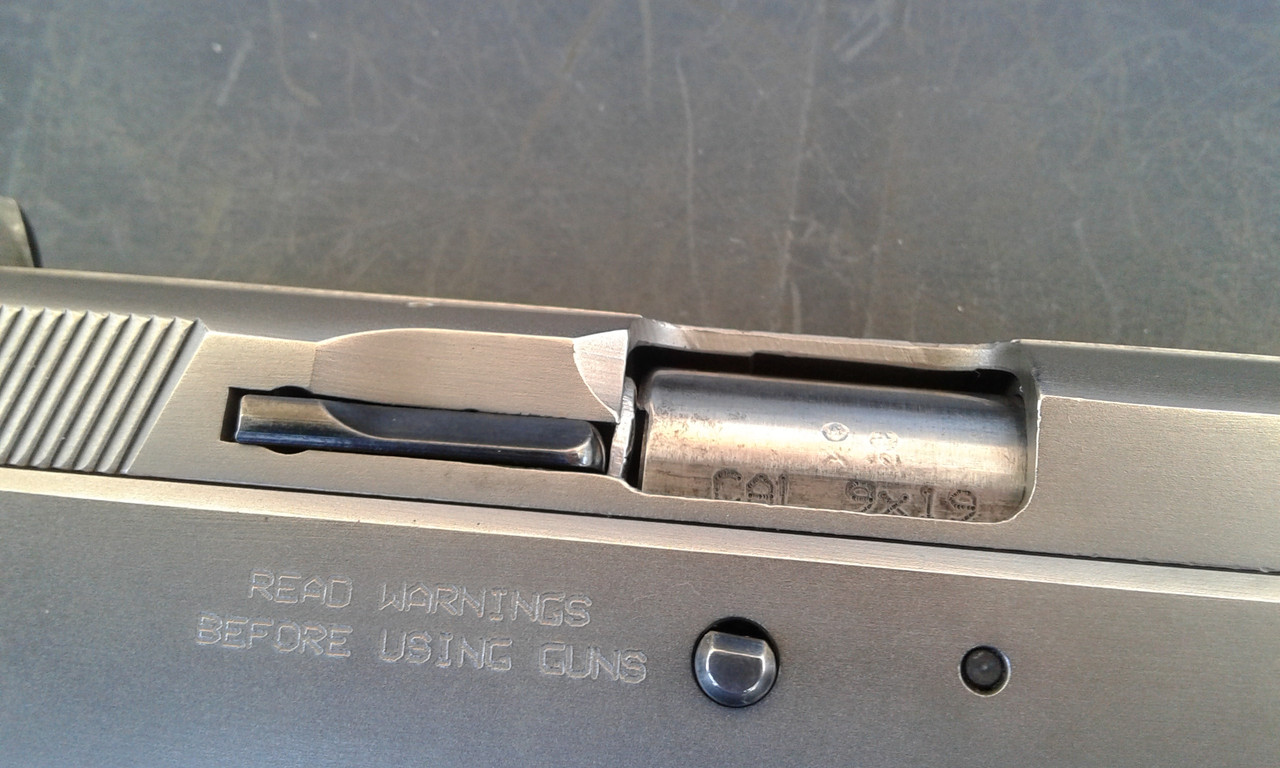 CAL 9x19
READ WARNINGS
BEFORE USING GUNS